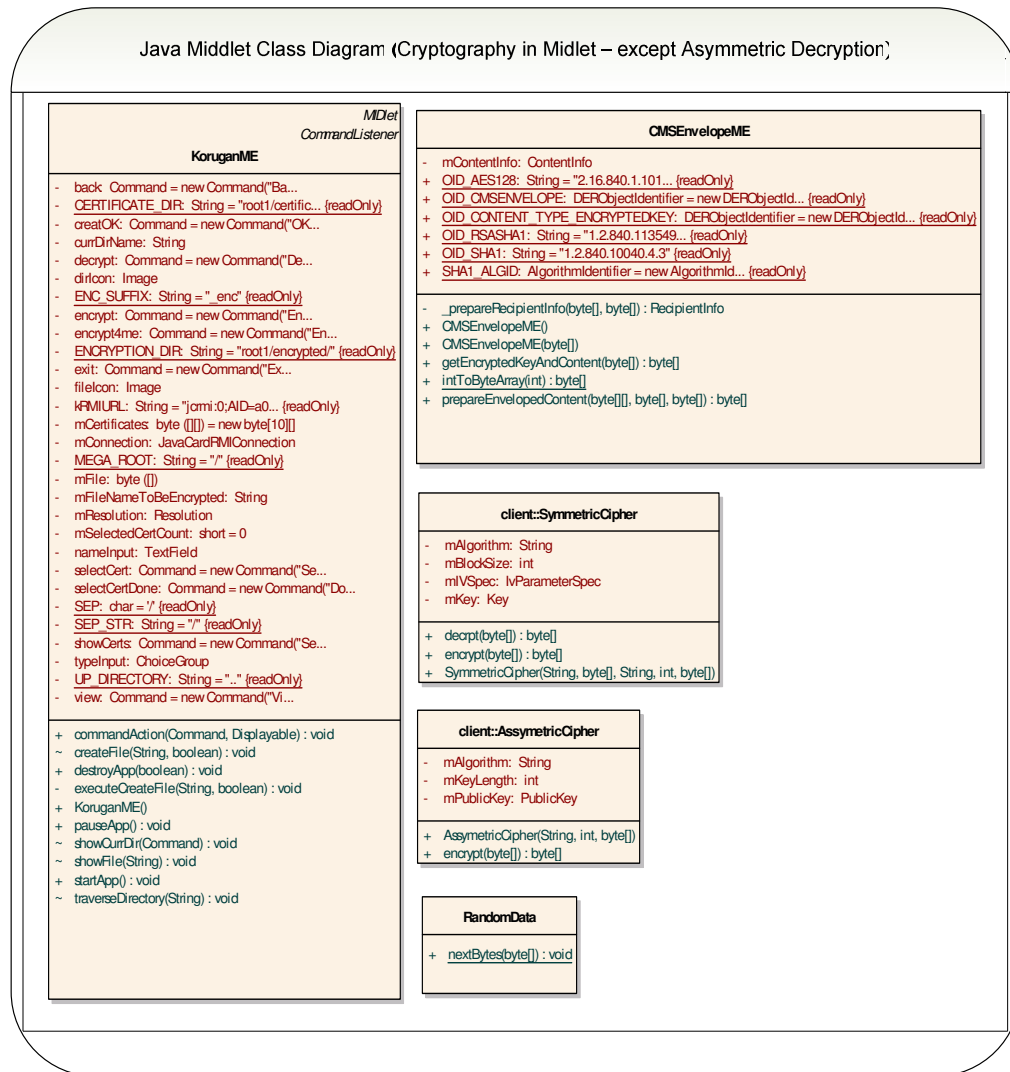 Java Middlet Class Diagram (Cryptography in Midlet – except Asymmetric Decryption)
MIDlet
CommandListener
KoruganME
- back: Command = new Command("Ba...
- CERTIFICATE_DIR: String = "root1/certific... {readOnly}
- creatOK: Command = new Command("OK...
- currDirName: String
- decrypt: Command = new Command("De...
- dirIcon: Image
- ENC_SUFFIX: String = "_enc" {readOnly}
- encrypt: Command = new Command("En...
- encrypt4me: Command = new Command("En...
- ENCRYPTION_DIR: String = "root1/encrypted/" {readOnly}
- exit: Command = new Command("Ex...
- fileIcon: Image
- kRMIURL: String = "jcrmi:0;AID=a0... {readOnly}
- mCertificates: byte ([][]) = new byte[10][]
- mConnection: JavaCardRMIConnection
- MEGA_ROOT: String = "/" {readOnly}
- mFile: byte ([])
- mFileNameToBeEncrypted: String
- mResolution: Resolution
- mSelectedCertCount: short = 0
- nameInput: TextField
- selectCert: Command = new Command("Se...
- selectCertDone: Command = new Command("Do...
- SEP: char = '/' {readOnly}
- SEP_STR: String = "/" {readOnly}
- showCerts: Command = new Command("Se...
- typeInput: ChoiceGroup
- UP_DIRECTORY: String = ".." {readOnly}
- view: Command = new Command("Vi...
+ commandAction(Command, Displayable) : void
~ createFile(String, boolean) : void
+ destroyApp(boolean) : void
- executeCreateFile(String, boolean) : void
+ KoruganME()
+ pauseApp() : void
~ showCurrDir(Command) : void
~ showFile(String) : void
+ startApp() : void
~ traverseDirectory(String) : void
CMSEnvelopeME
- mContentInfo: ContentInfo
+ OID_AES128: String = "2.16.840.1.101... {readOnly}
+ OID_CMSENVELOPE: DERObjectIdentifier = new DERObjectId... {readOnly}
+ OID_CONTENT_TYPE_ENCRYPTEDKEY: DERObjectIdentifier = new DERObjectId... {readOnly}
+ OID_RSASHA1: String = "1.2.840.113549... {readOnly}
+ OID_SHA1: String = "1.2.840.10040.4.3" {readOnly}
+ SHA1_ALGID: AlgorithmIdentifier = new AlgorithmId... {readOnly}
- _prepareRecipientInfo(byte[], byte[]) : RecipientInfo
+ CMSEnvelopeME()
+ CMSEnvelopeME(byte[])
+ getEncryptedKeyAndContent(byte[]) : byte[]
+ intToByteArray(int) : byte[]
+ prepareEnvelopedContent(byte[][], byte[], byte[]) : byte[]
client::SymmetricCipher
- mAlgorithm: String
- mBlockSize: int
- mIVSpec: IvParameterSpec
- mKey: Key
+ decrpt(byte[]) : byte[]
+ encrypt(byte[]) : byte[]
+ SymmetricCipher(String, byte[], String, int, byte[])
client::AssymetricCipher
- mAlgorithm: String
- mKeyLength: int
- mPublicKey: PublicKey
+ AssymetricCipher(String, int, byte[])
+ encrypt(byte[]) : byte[]
RandomData
+ nextBytes(byte[]) : void